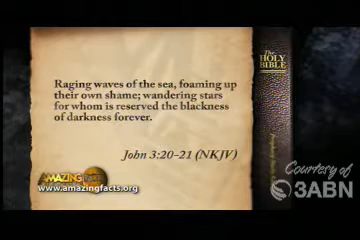 Raging waves of the sea, foaming up
their own shame; wandering stars
for whom is reserved the blackness
of darkness forever.
John 3:20-21 (NKJV)
The
HOLY
BIBLE
AMAZING
www.amazingfacts.org
Courtesy of
3ABN